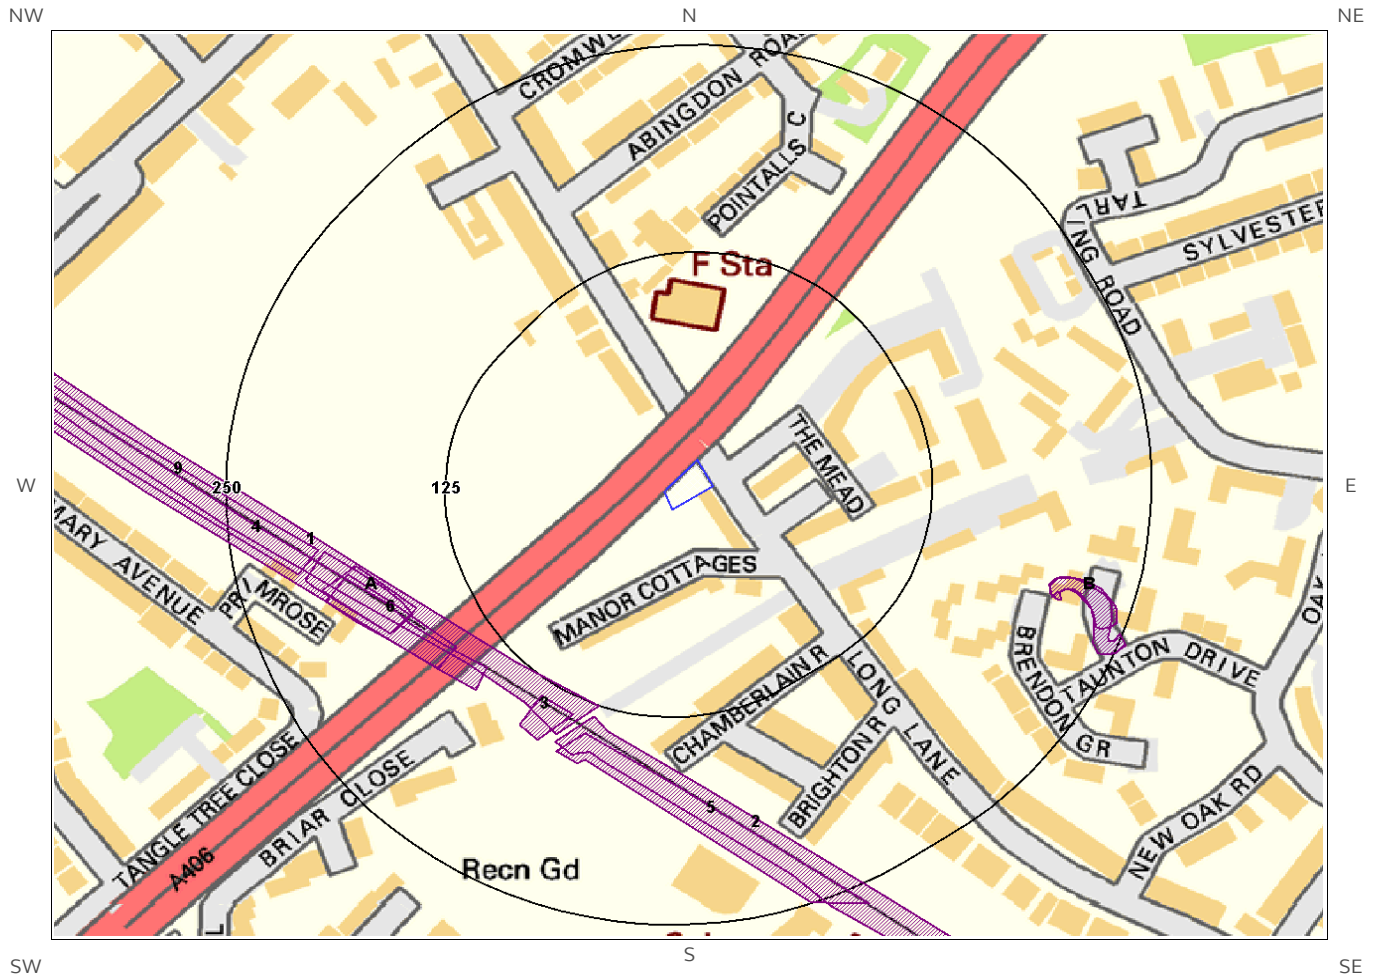 NW
N
NE
CROMWE
ABINGDON ROA
POINTALLS C
F Sta
TARLING ROAD
SYLVESTER
W
E
9
250
125
4
1
A
6
THE MEAD
MARY AVENUE
PRIMROSE
MANOR COTTAGES
B
BRENDON GR
TAUNTON DRIVE
OAK
3
CHAMBERLAIN R
LONG LANE
BRIGHTON R
5
2
TANGLE TREE CLOSE
BRIAR CLOSE
A406
NEW OAK RD
Recn Gd
L
SW
S
SE